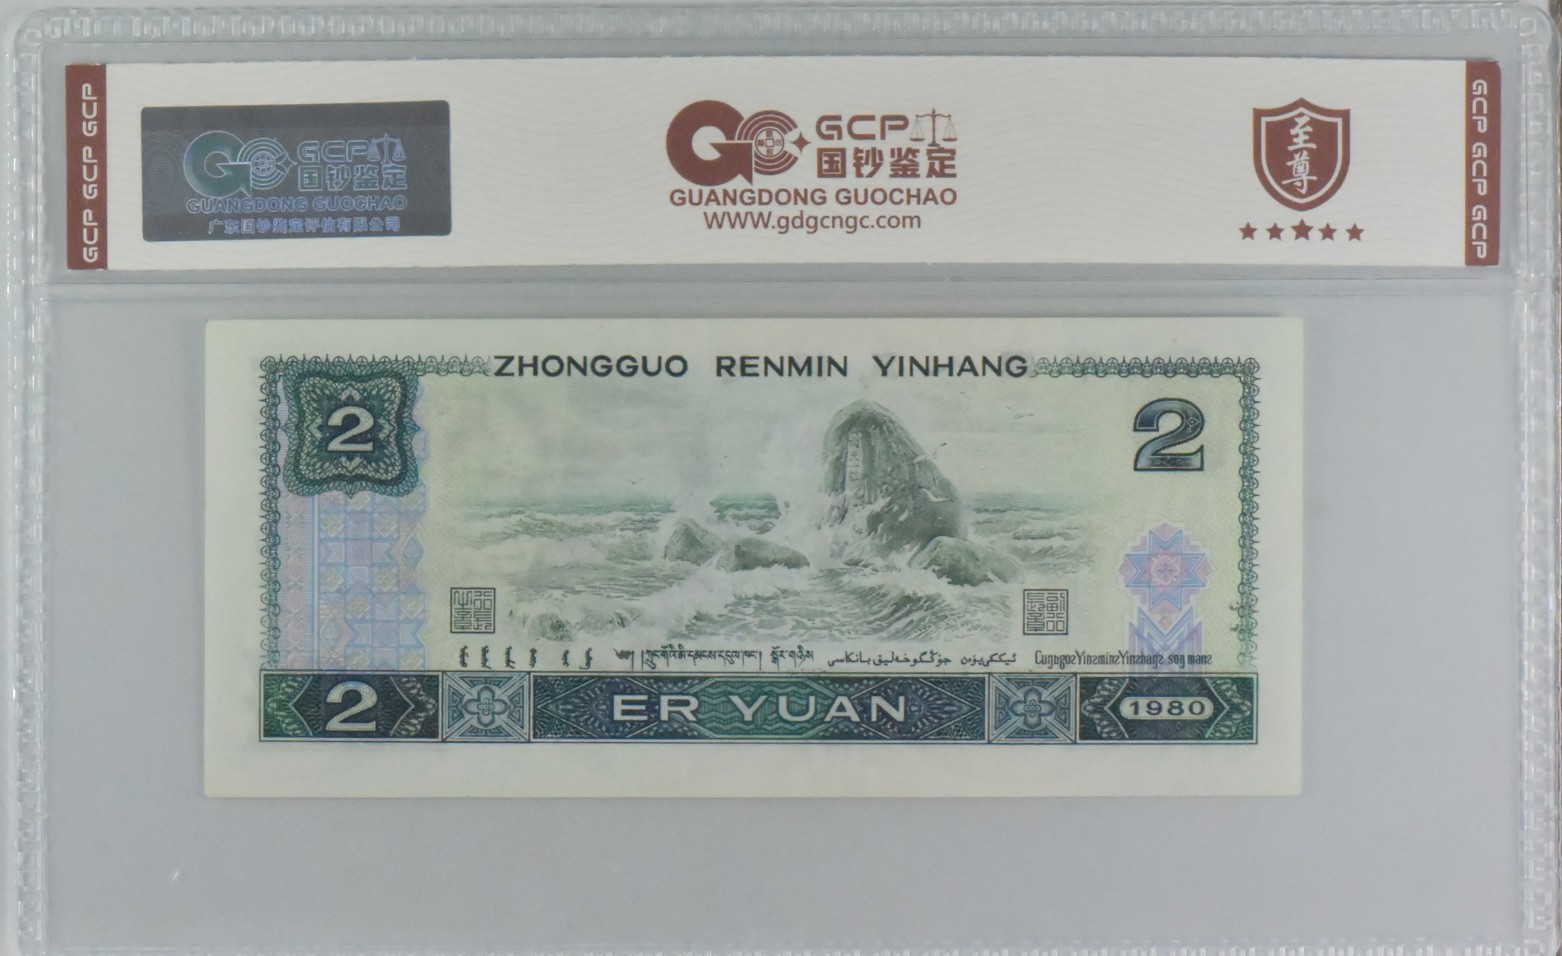 GCP GCP GCP
GCP
国钞鉴定
GUANGDONG GUOCHAO
广东国钞鉴定评估有限公司
GCP
国钞鉴定
GUANGDONG GUOCHAO
WWW.gdgcngc.com
至尊
GCP GCP GCP
ZHONGGUO RENMIN YINHANG
2
2
2
ER YUAN
1980